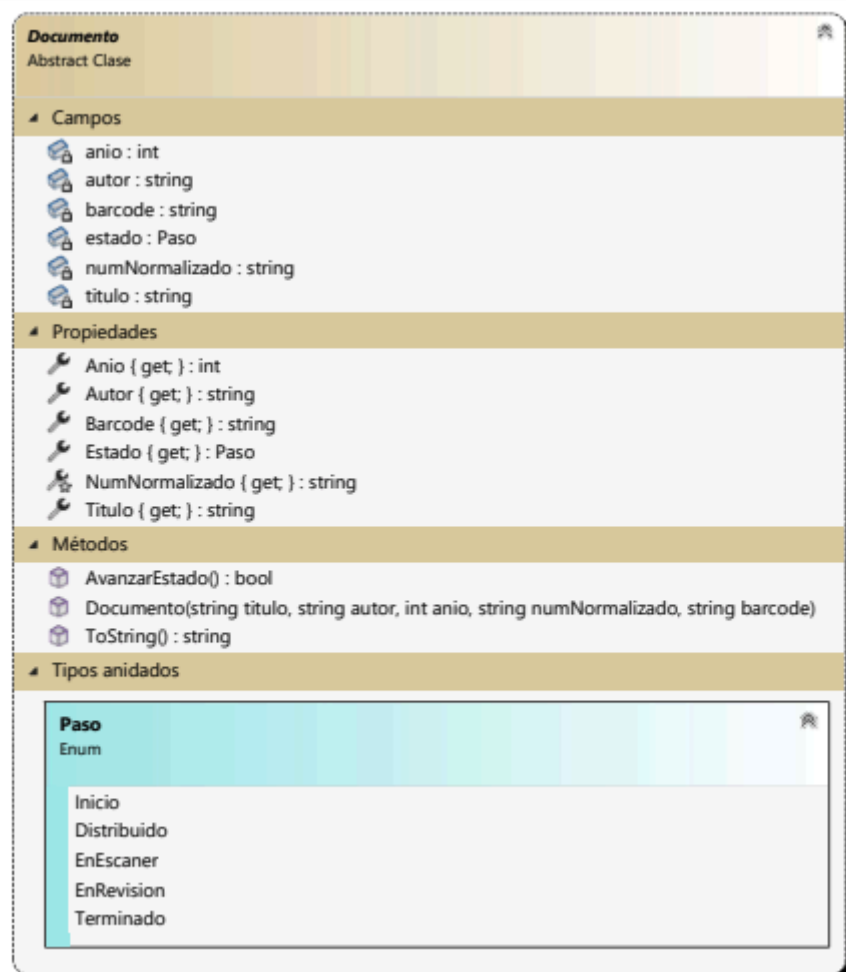 Documento
Abstract Clase
Campos
anio : int
autor : string
barcode : string
estado : Paso
numNormalizado : string
titulo : string
Propiedades
Anio { get; } : int
Autor { get; } : string
Barcode { get; } : string
Estado { get; } : Paso
NumNormalizado { get; } : string
Titulo { get; } : string
Métodos
AvanzarEstado() : bool
Documento(string titulo, string autor, int anio, string numNormalizado, string barcode)
ToString() : string
Tipos anidados
Paso
Enum
Inicio
Distribuido
EnEscaner
EnRevision
Terminado